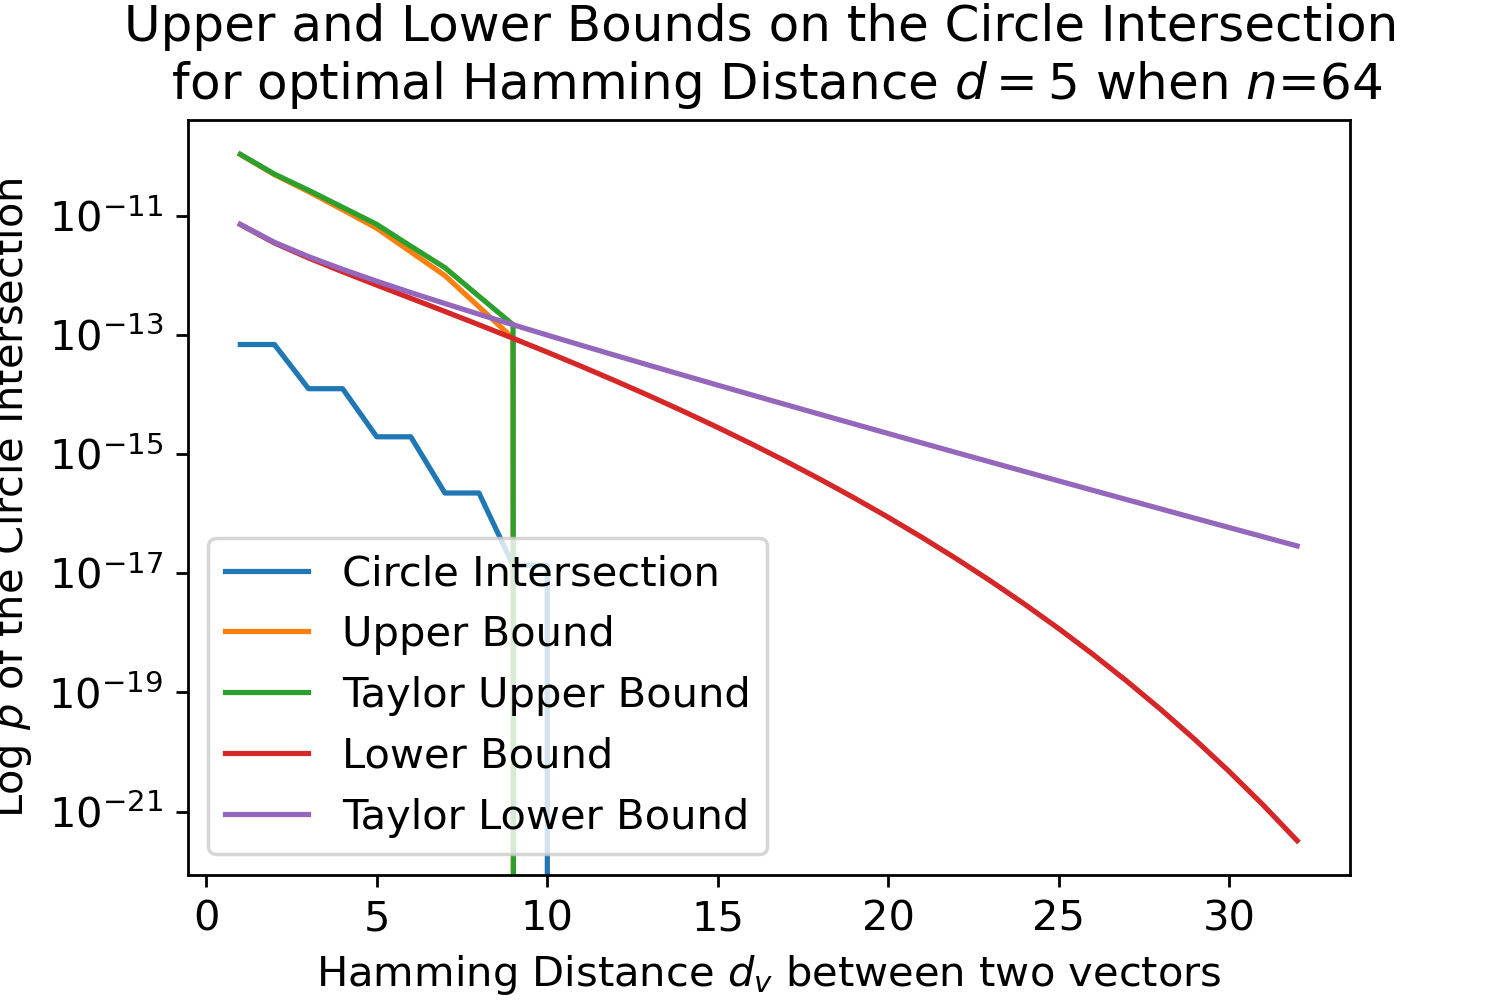 Upper and Lower Bounds on the Circle Intersection
for optimal Hamming Distance d = 5 when n=64
Log p of the Circle Intersection
10⁻¹¹
10⁻¹³
10⁻¹⁵
10⁻¹⁷
10⁻¹⁹
10⁻²¹
Circle Intersection
Upper Bound
Taylor Upper Bound
Lower Bound
Taylor Lower Bound
0 5 10 15 20 25 30
Hamming Distance dᵥ between two vectors